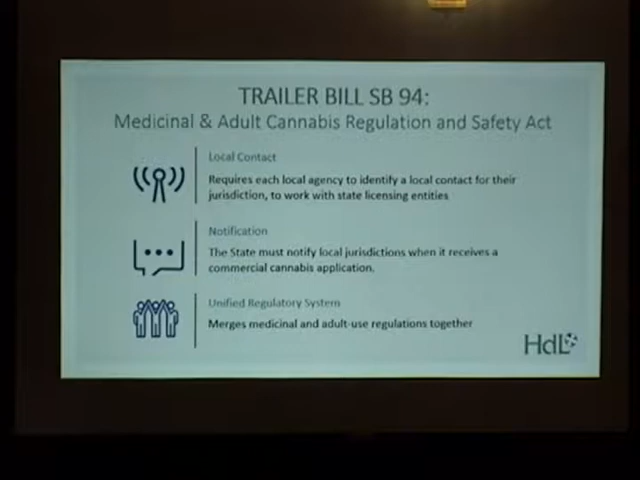 TRAILER BILL SB 94:
Medicinal & Adult Cannabis Regulation and Safety Act
Local Contact
Requires each local agency to identify a local contact for their
jurisdiction, to work with state licensing entities
Notification
The State must notify local jurisdictions when it receives a
commercial cannabis application.
Unified Regulatory System
Merges medicinal and adult-use regulations together
HdL